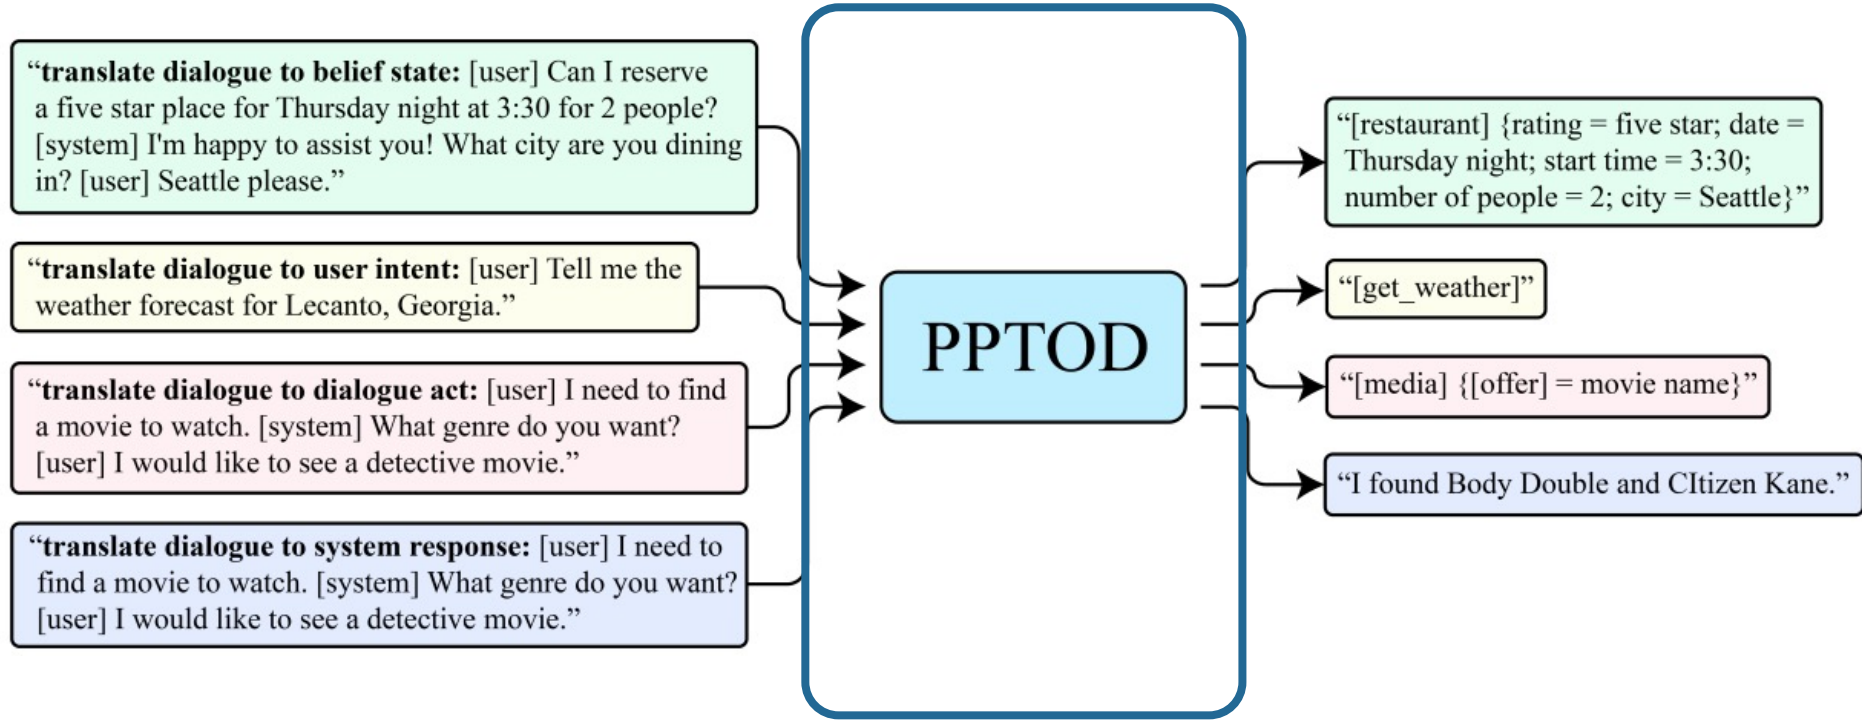 “translate dialogue to belief state: [user] Can I reserve
a five star place for Thursday night at 3:30 for 2 people?
[system] I'm happy to assist you! What city are you dining
in? [user] Seattle please.”
“translate dialogue to user intent: [user] Tell me the
weather forecast for Lecanto, Georgia.”
“translate dialogue to dialogue act: [user] I need to find
a movie to watch. [system] What genre do you want?
[user] I would like to see a detective movie.”
“translate dialogue to system response: [user] I need to
find a movie to watch. [system] What genre do you want?
[user] I would like to see a detective movie.”
PPTOD
“[restaurant] {rating = five star; date =
Thursday night; start time = 3:30;
number of people = 2; city = Seattle}”
“[get_weather]”
“[media] {[offer] = movie name}”
“I found Body Double and CItizen Kane.”